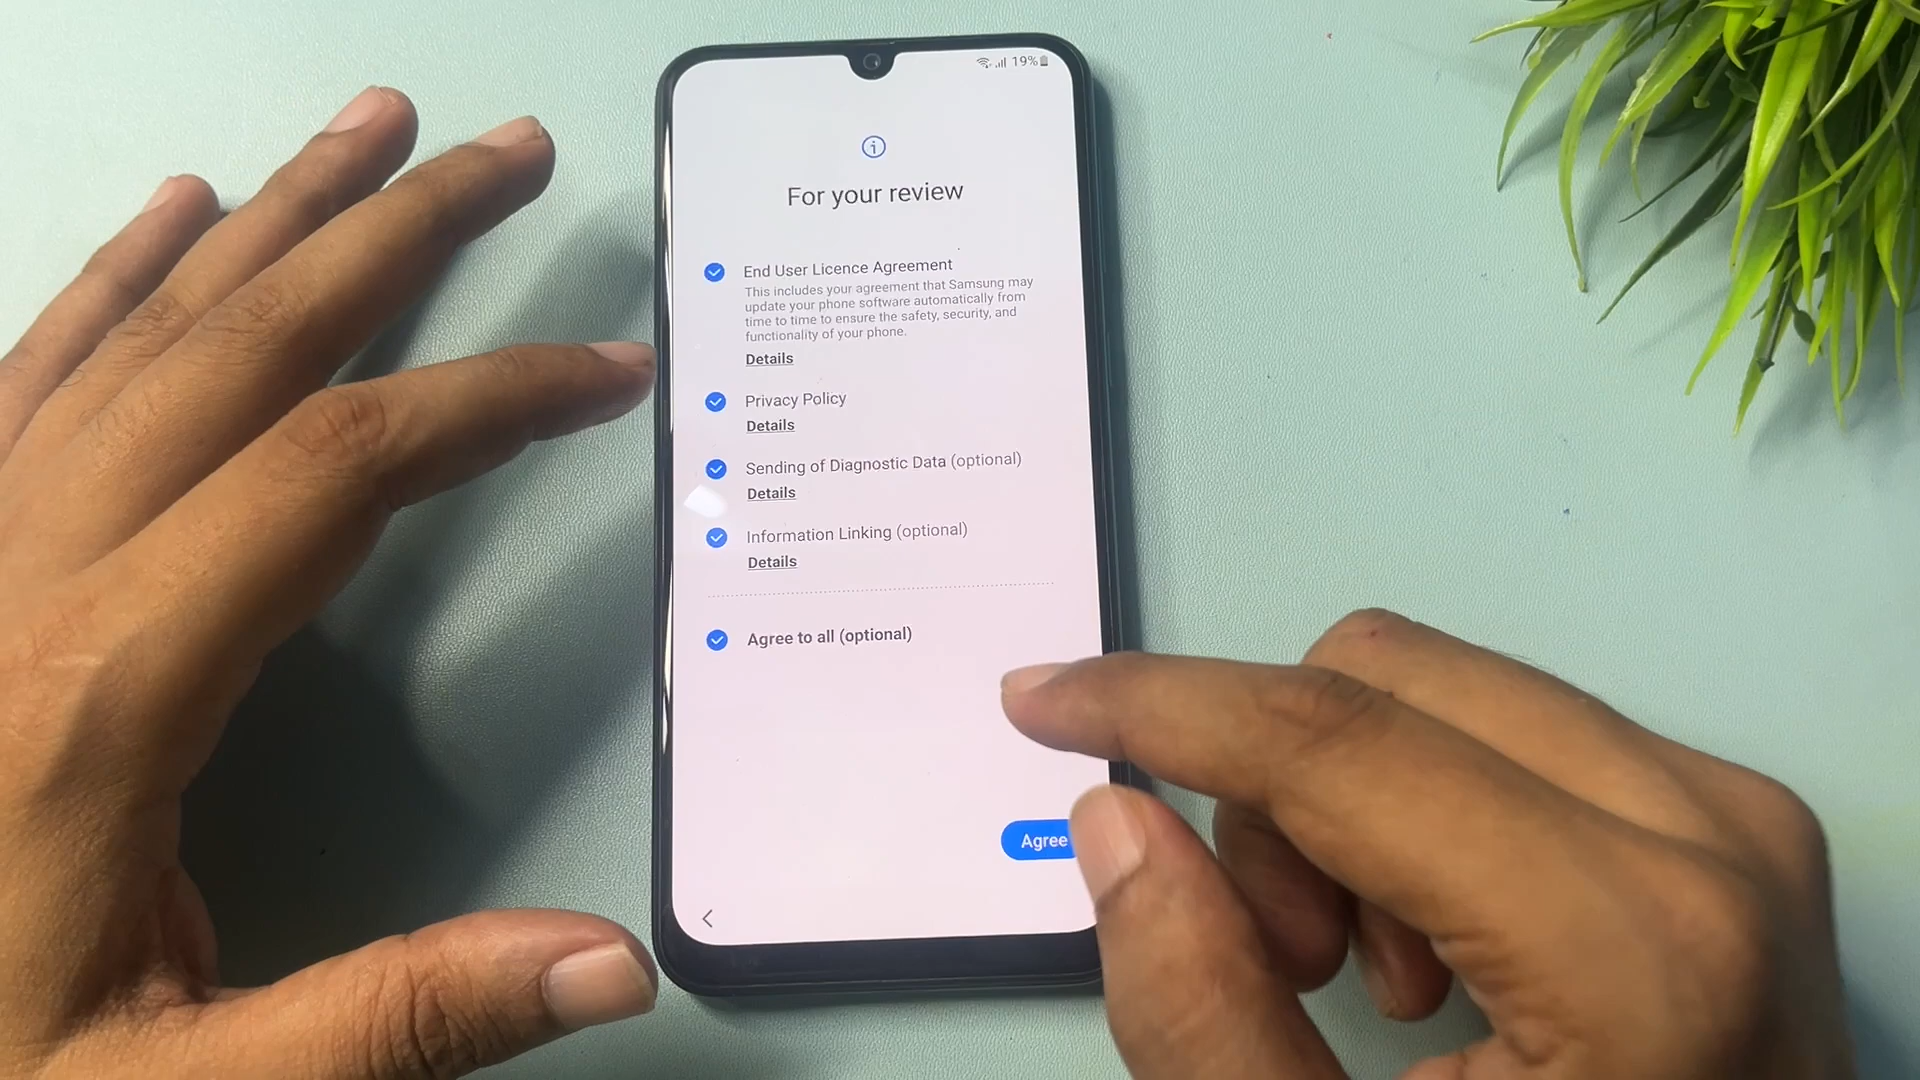 19%
For your review
End User Licence Agreement
This includes your agreement that Samsung may
update your phone software automatically from
time to time to ensure the safety, security, and
functionality of your phone.
Details
Privacy Policy
Details
Sending of Diagnostic Data (optional)
Details
Information Linking (optional)
Details
Agree to all (optional)
Agree